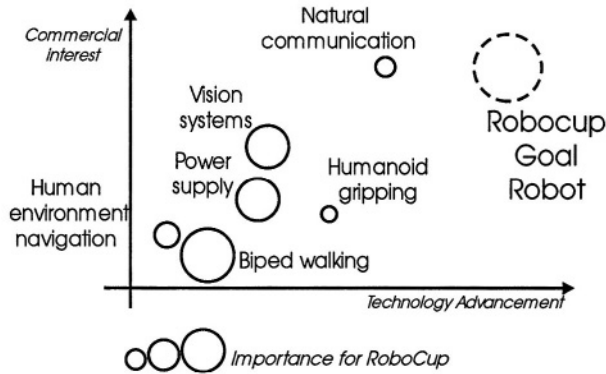 Commercial
interest
Natural
communication
Vision
systems
Power
supply
Humanoid
gripping
Robocup
Goal
Robot
Human
environment
navigation
Biped walking
Technology Advancement
Importance for RoboCup